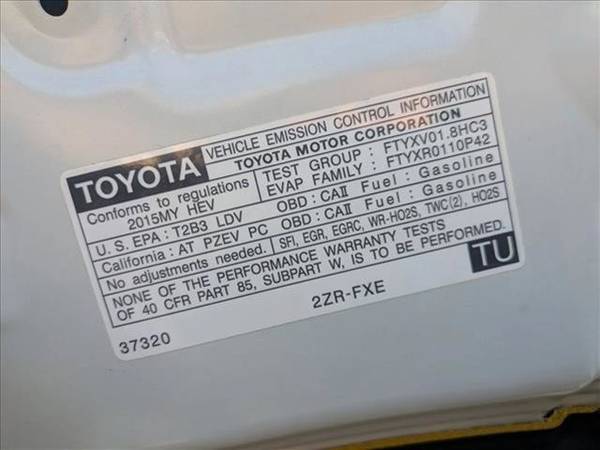 TOYOTA
VEHICLE EMISSION CONTROL INFORMATION
TOYOTA MOTOR CORPORATION
Conforms to regulations
2015MY HEV
TEST GROUP : FTYXV01.8HC3
EVAP FAMILY : FTYXR0110P42
U.S. EPA : T2B3 LDV OBD : CAII Fuel : Gasoline
California : AT PZEV PC OBD : CAII Fuel : Gasoline
No adjustments needed. SFI, EGR, EGRC, WR-HO2S, TWC(2), HO2S
NONE OF THE PERFORMANCE WARRANTY TESTS
OF 40 CFR PART 85, SUBPART W, IS TO BE PERFORMED.
TU
37320 2ZR-FXE